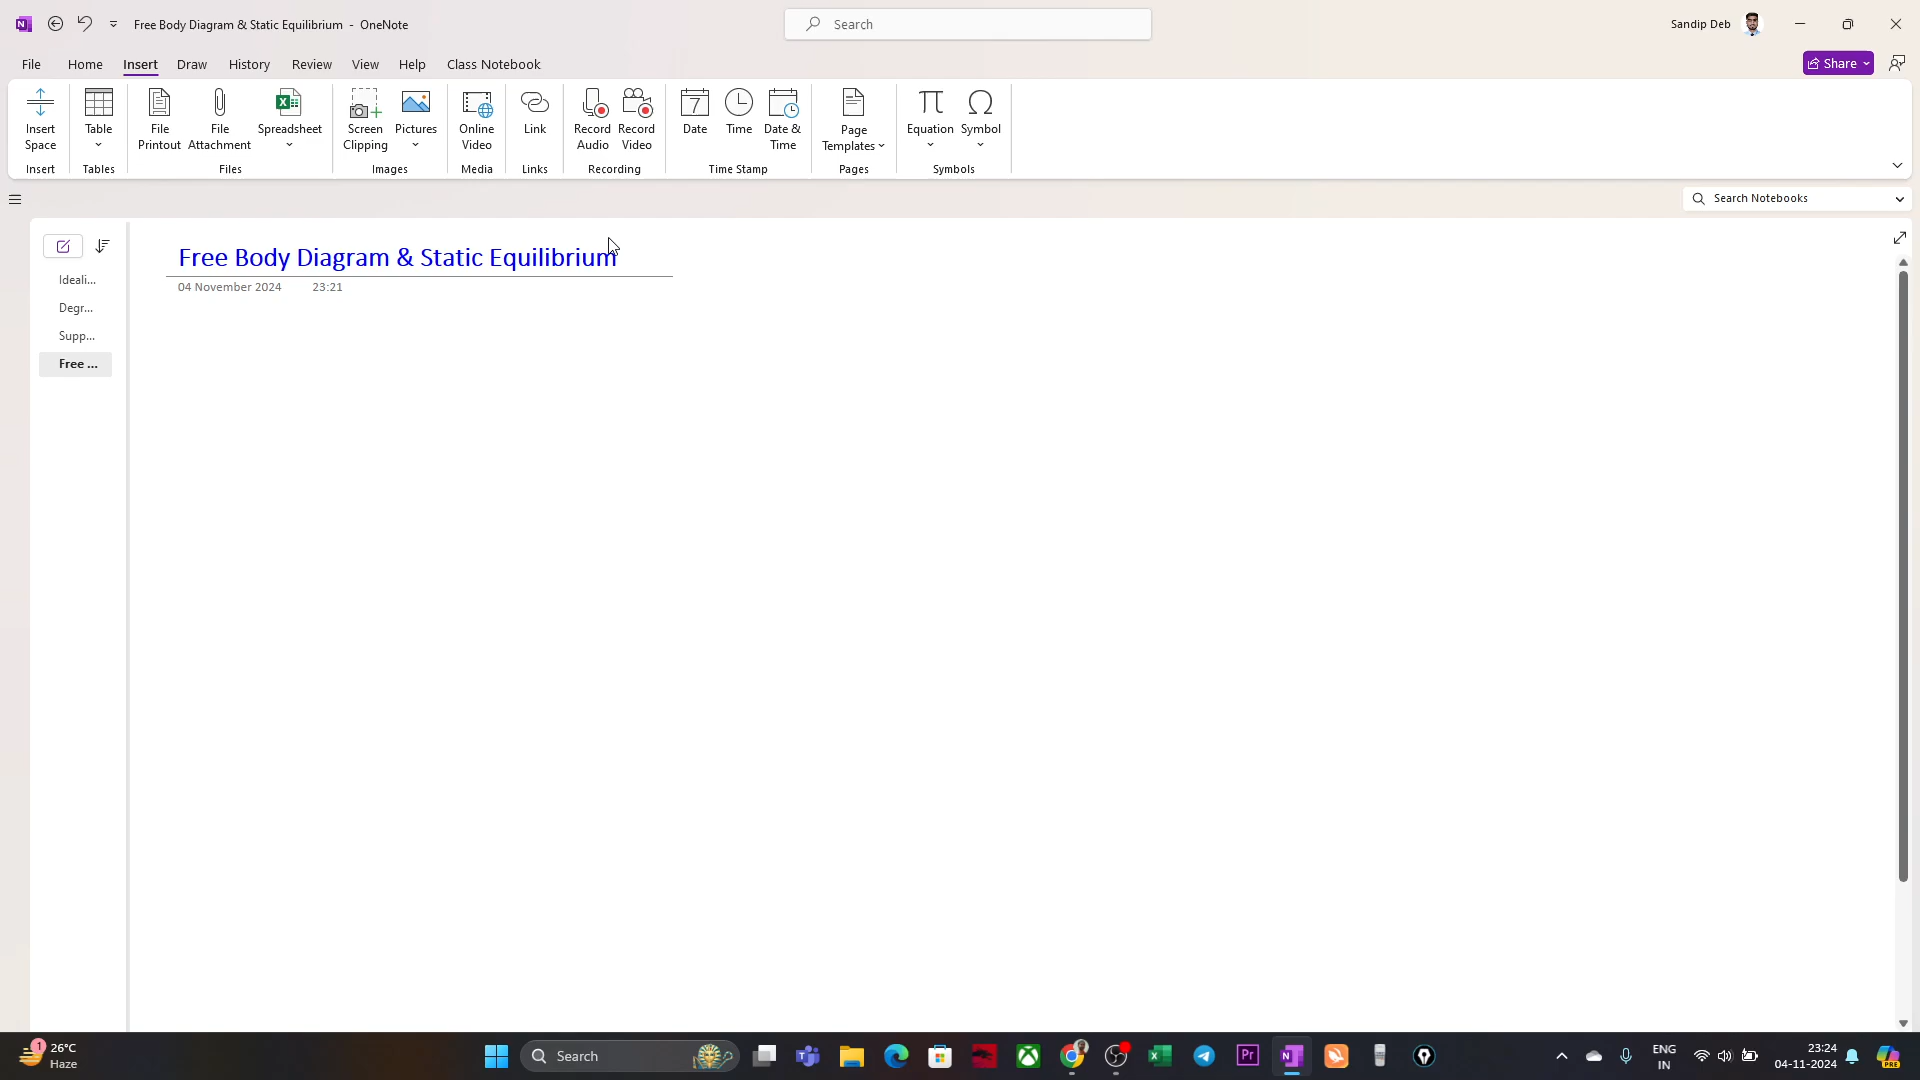 Free Body Diagram & Static Equilibrium - OneNote
Search
Sandip Deb
File Home Insert Draw History Review View Help Class Notebook
Share
Insert Space
Table
File Printout
File Attachment
Spreadsheet
Screen Clipping
Pictures
Online Video
Link
Record Audio
Record Video
7
Date
Time
Date & Time
Page Templates
Equation
Symbol
Insert Tables Files Images Media Links Recording Time Stamp Pages Symbols
Search Notebooks
Free Body Diagram & Static Equilibrium
04 November 2024 23:21
Ideali...
Degr...
Supp...
Free ...
1
26°C
Haze
Search
Pr
ENG
IN
23:24
04-11-2024
PRE